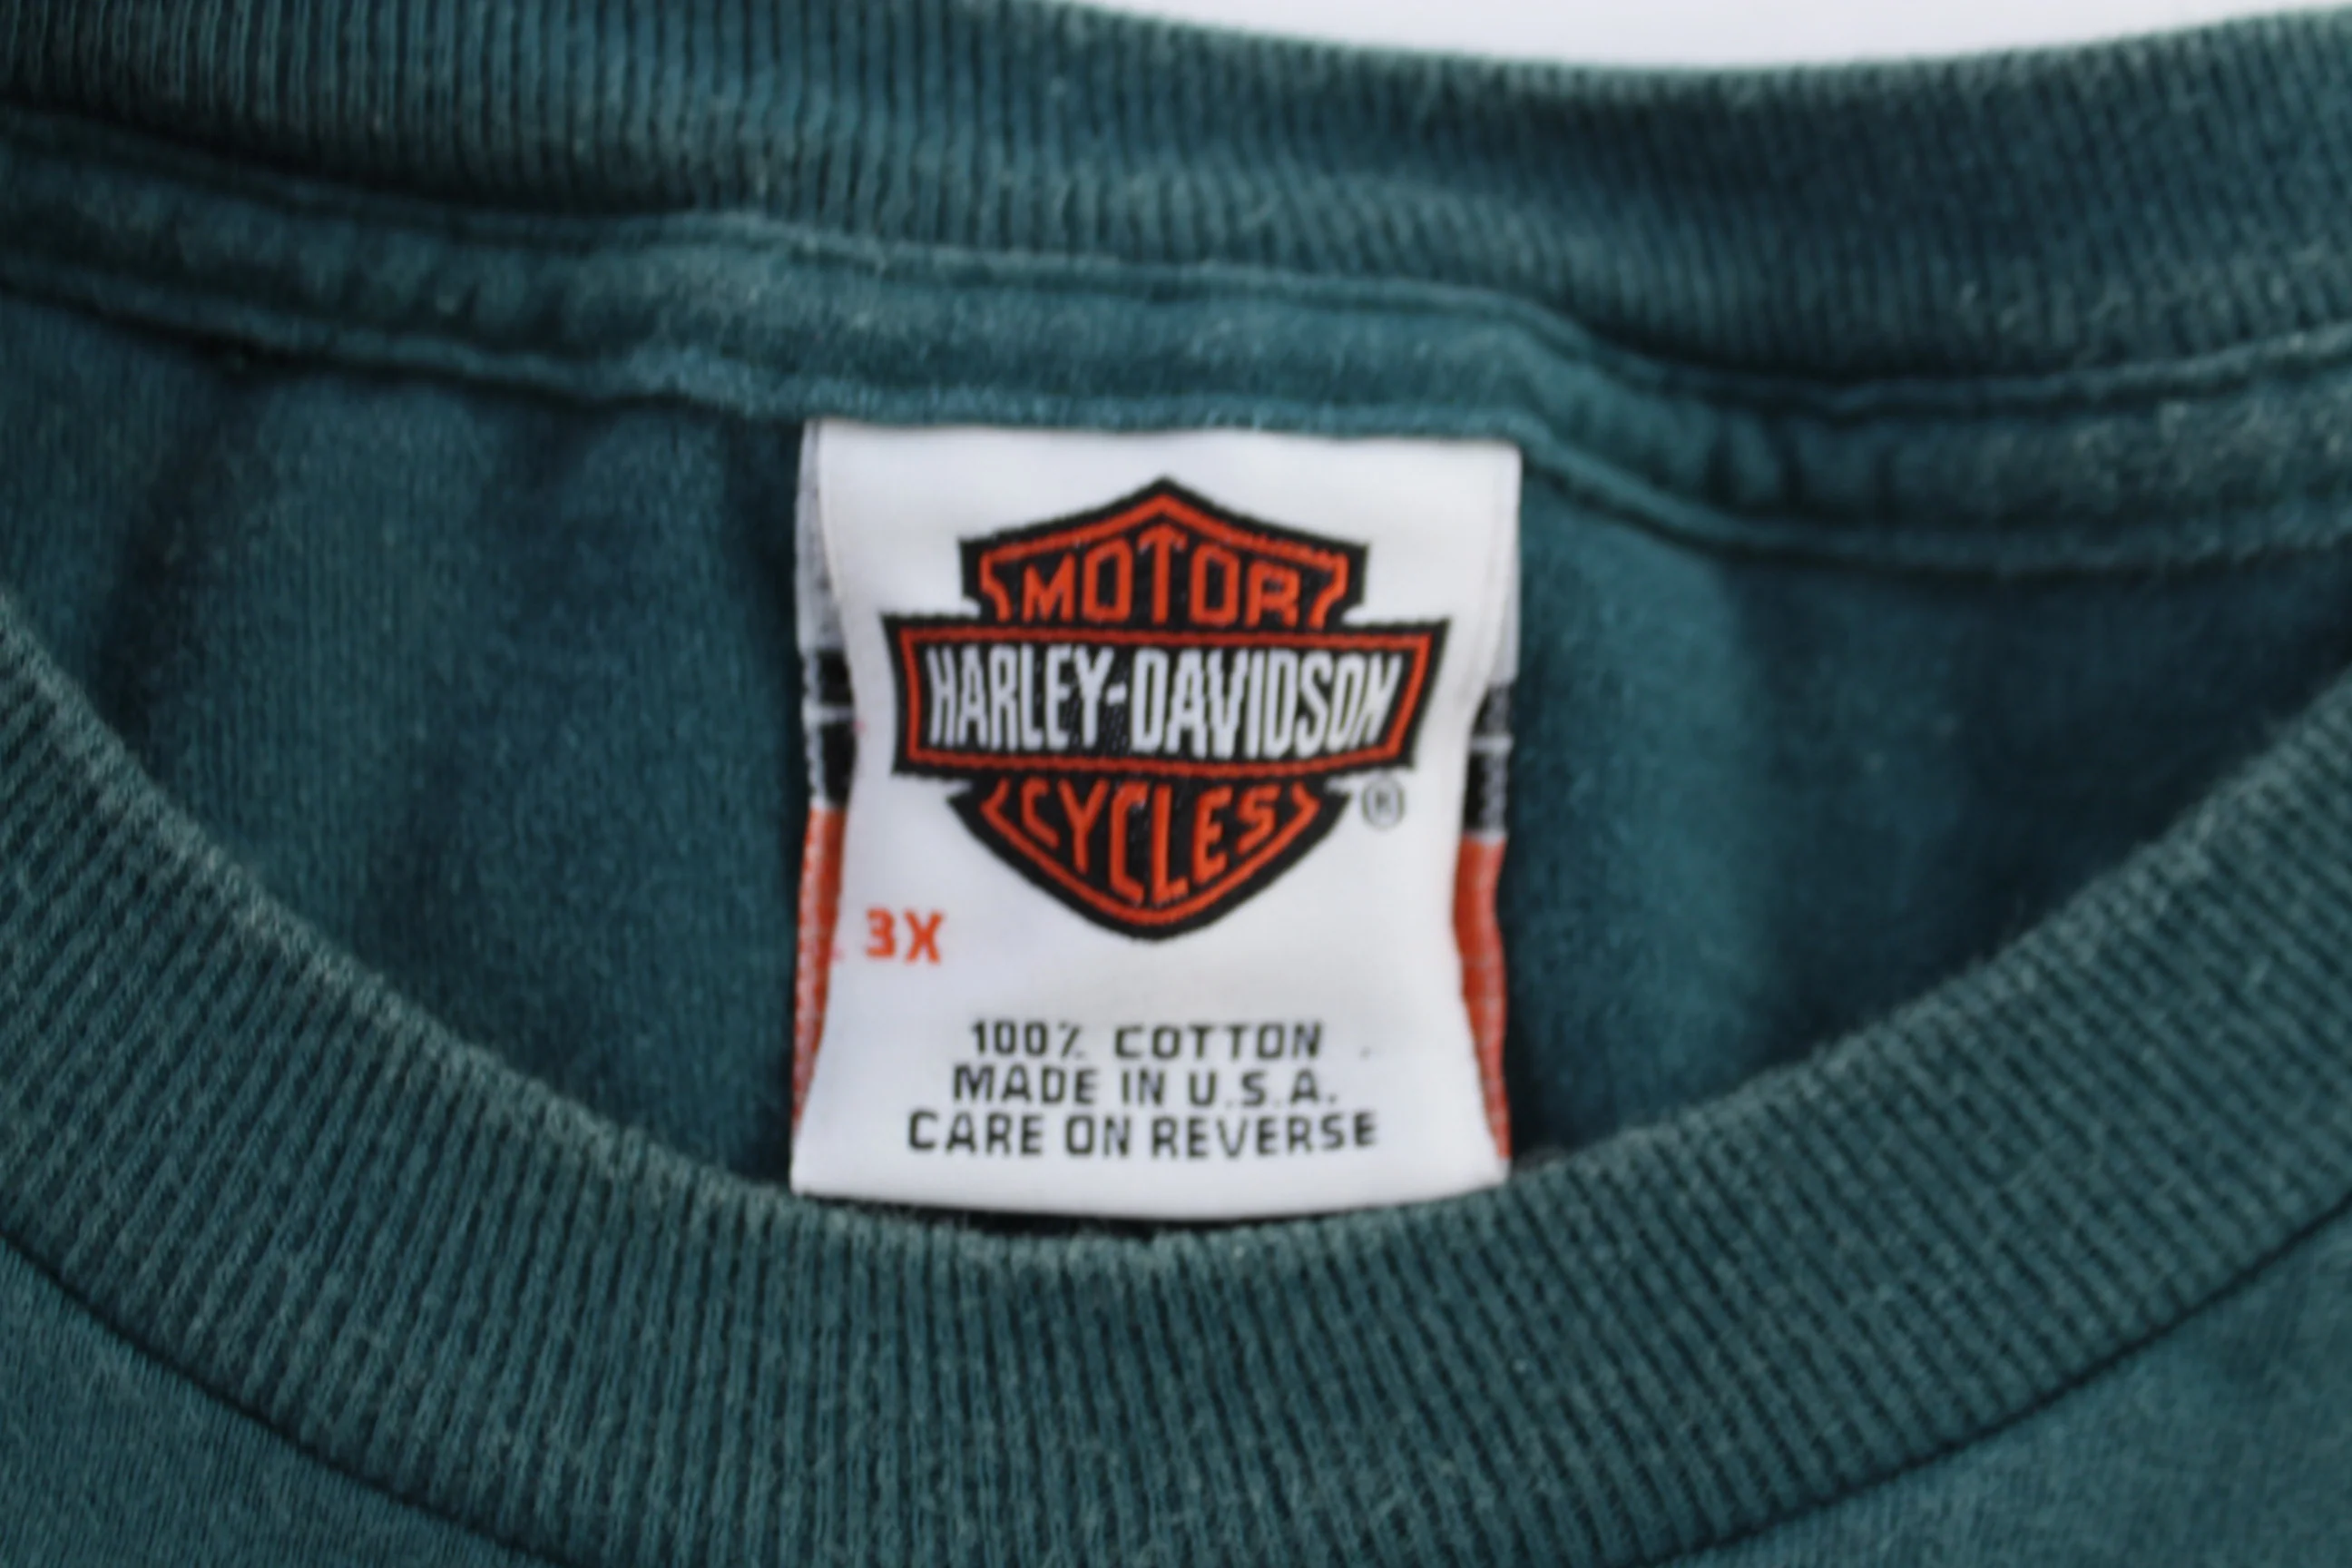 MOTOR
HARLEY-DAVIDSON
CYCLES
®
3X
100% COTTON
MADE IN U.S.A.
CARE ON REVERSE